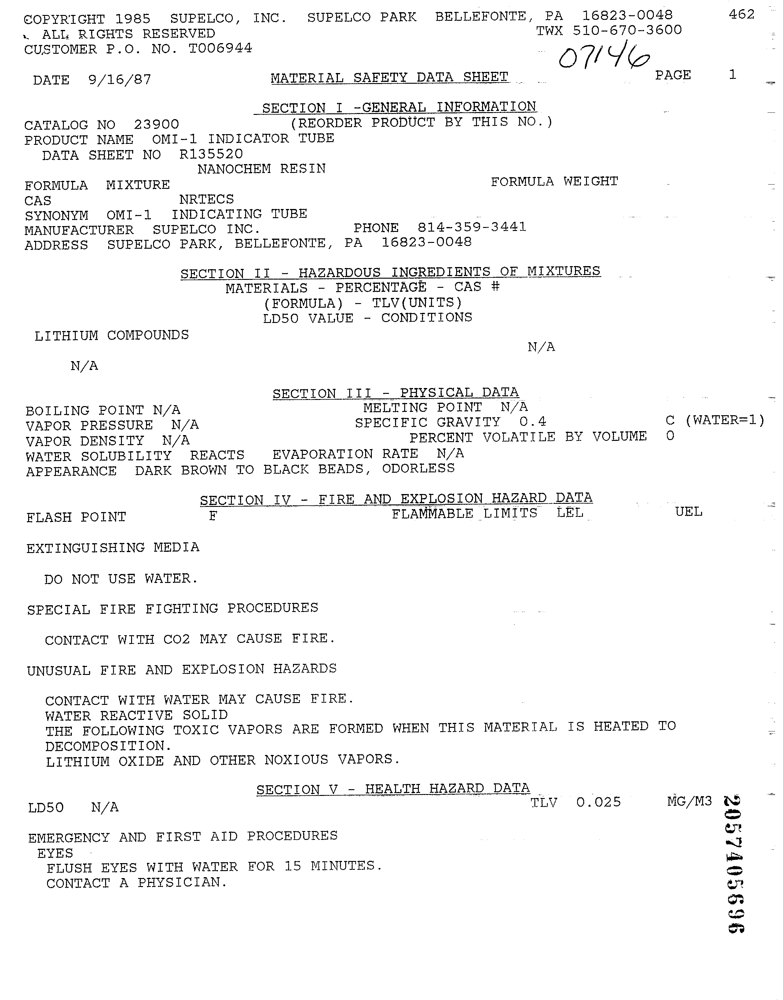 COPYRIGHT 1985 SUPELCO, INC. SUPELCO PARK BELLEFONTE, PA 16823-0048 462
ALL RIGHTS RESERVED TWX 510-670-3600
CUSTOMER P.O. NO. T006944
07146
DATE 9/16/87 MATERIAL SAFETY DATA SHEET PAGE 1
SECTION I -GENERAL INFORMATION
CATALOG NO 23900 (REORDER PRODUCT BY THIS NO.)
PRODUCT NAME OMI-1 INDICATOR TUBE
DATA SHEET NO R135520
NANOCHEM RESIN
FORMULA MIXTURE FORMULA WEIGHT
CAS NRTECS
SYNONYM OMI-1 INDICATING TUBE
MANUFACTURER SUPELCO INC. PHONE 814-359-3441
ADDRESS SUPELCO PARK, BELLEFONTE, PA 16823-0048
SECTION II - HAZARDOUS INGREDIENTS OF MIXTURES
MATERIALS - PERCENTAGE - CAS #
(FORMULA) - TLV(UNITS)
LD50 VALUE - CONDITIONS
LITHIUM COMPOUNDS
N/A
N/A
SECTION III - PHYSICAL DATA
BOILING POINT N/A MELTING POINT N/A
VAPOR PRESSURE N/A SPECIFIC GRAVITY 0.4 C (WATER=1)
VAPOR DENSITY N/A PERCENT VOLATILE BY VOLUME 0
WATER SOLUBILITY REACTS EVAPORATION RATE N/A
APPEARANCE DARK BROWN TO BLACK BEADS, ODORLESS
SECTION IV - FIRE AND EXPLOSION HAZARD DATA
FLASH POINT F FLAMMABLE LIMITS LEL UEL
EXTINGUISHING MEDIA
DO NOT USE WATER.
SPECIAL FIRE FIGHTING PROCEDURES
CONTACT WITH CO2 MAY CAUSE FIRE.
UNUSUAL FIRE AND EXPLOSION HAZARDS
CONTACT WITH WATER MAY CAUSE FIRE.
WATER REACTIVE SOLID
THE FOLLOWING TOXIC VAPORS ARE FORMED WHEN THIS MATERIAL IS HEATED TO
DECOMPOSITION.
LITHIUM OXIDE AND OTHER NOXIOUS VAPORS.
SECTION V - HEALTH HAZARD DATA
LD50 N/A TLV 0.025 MG/M3
EMERGENCY AND FIRST AID PROCEDURES
EYES
FLUSH EYES WITH WATER FOR 15 MINUTES.
CONTACT A PHYSICIAN.
2057405696